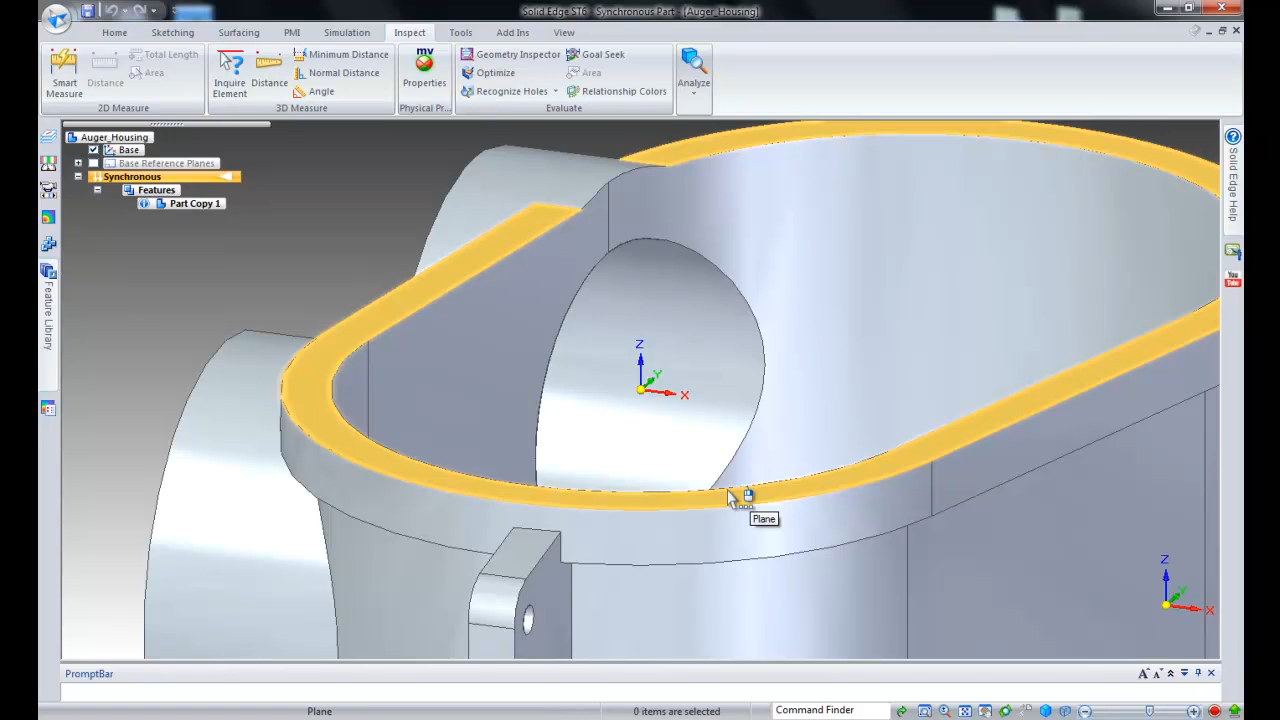 Solid Edge ST6 - Synchronous Part - [Auger_Housing]
Home Sketching Surfacing PMI Simulation Inspect Tools Add Ins View
Smart Measure
Distance
Total Length
Area
2D Measure
Inquire Element
Distance
Minimum Distance
Normal Distance
Angle
3D Measure
mv
Properties
Physical Pr...
Geometry Inspector
Optimize
Recognize Holes
Goal Seek
Area
Relationship Colors
Evaluate
Analyze
Auger_Housing
Base
Base Reference Planes
Synchronous
Features
Part Copy 1
Feature Library
Solid Edge Help
You Tube
Z
Y
X
Plane
Z
Y
X
PromptBar
Plane
0 items are selected
Command Finder